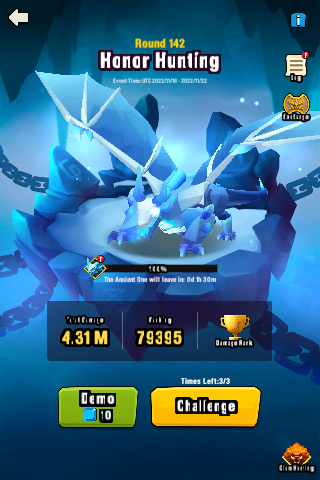 Round 142
Honor Hunting
Event Time: UTC 2022/11/16 - 2022/11/22
Log
Exchange
100%
The Ancient One will leave in: 0d 1h 30m
Total Damage
Ranking
4.31 M
79395
Damage Rank
Times Left:3/3
Demo
10
Challenge
Clan Hunting